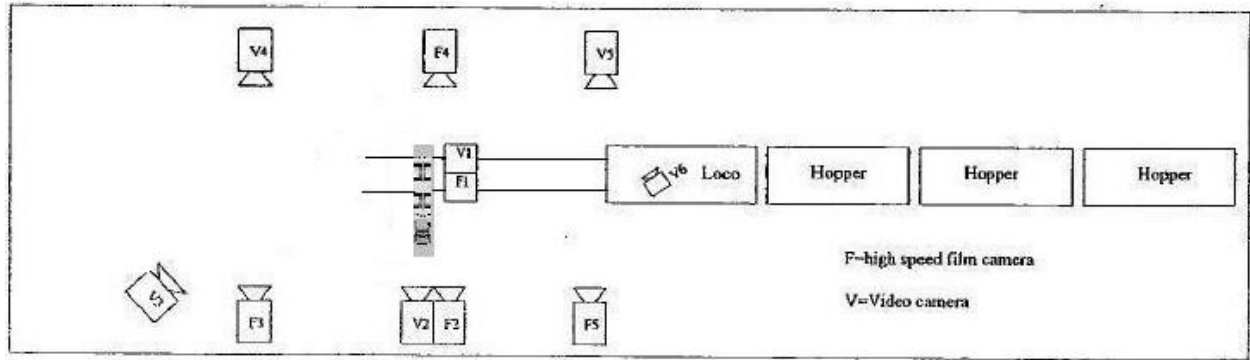 V4
F4
V5
V1
F1
V6
Loco
Hopper
Hopper
Hopper
F=high speed film camera
V=Video camera
V3
F3
V2
F2
F5